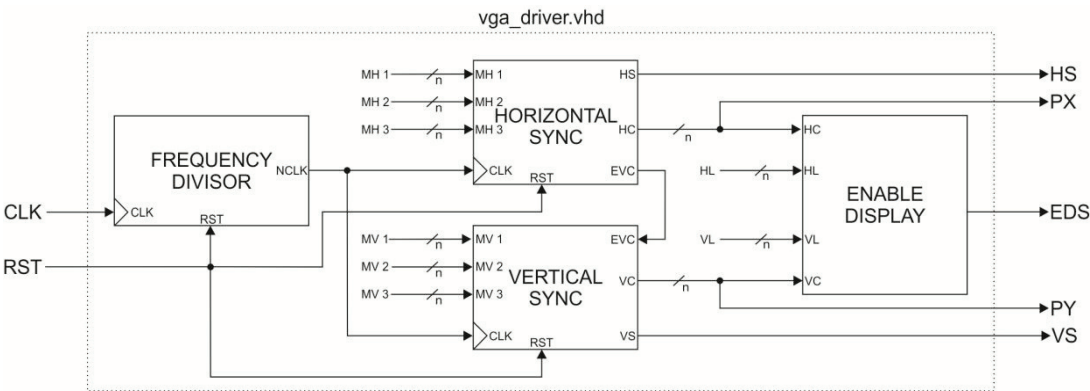 vga_driver.vhd
MH 1
n
MH 1
HS
HS
MH 2
n
MH 2
PX
MH 3
n
MH 3
HORIZONTAL
SYNC
HC
n
HC
FREQUENCY
DIVISOR
NCLK
CLK
RST
EVC
HL
n
HL
ENABLE
DISPLAY
CLK
CLK
RST
EDS
MV 1
n
MV 1
EVC
VL
n
VL
RST
MV 2
n
MV 2
VERTICAL
SYNC
VC
n
VC
MV 3
n
MV 3
PY
CLK
RST
VS
VS